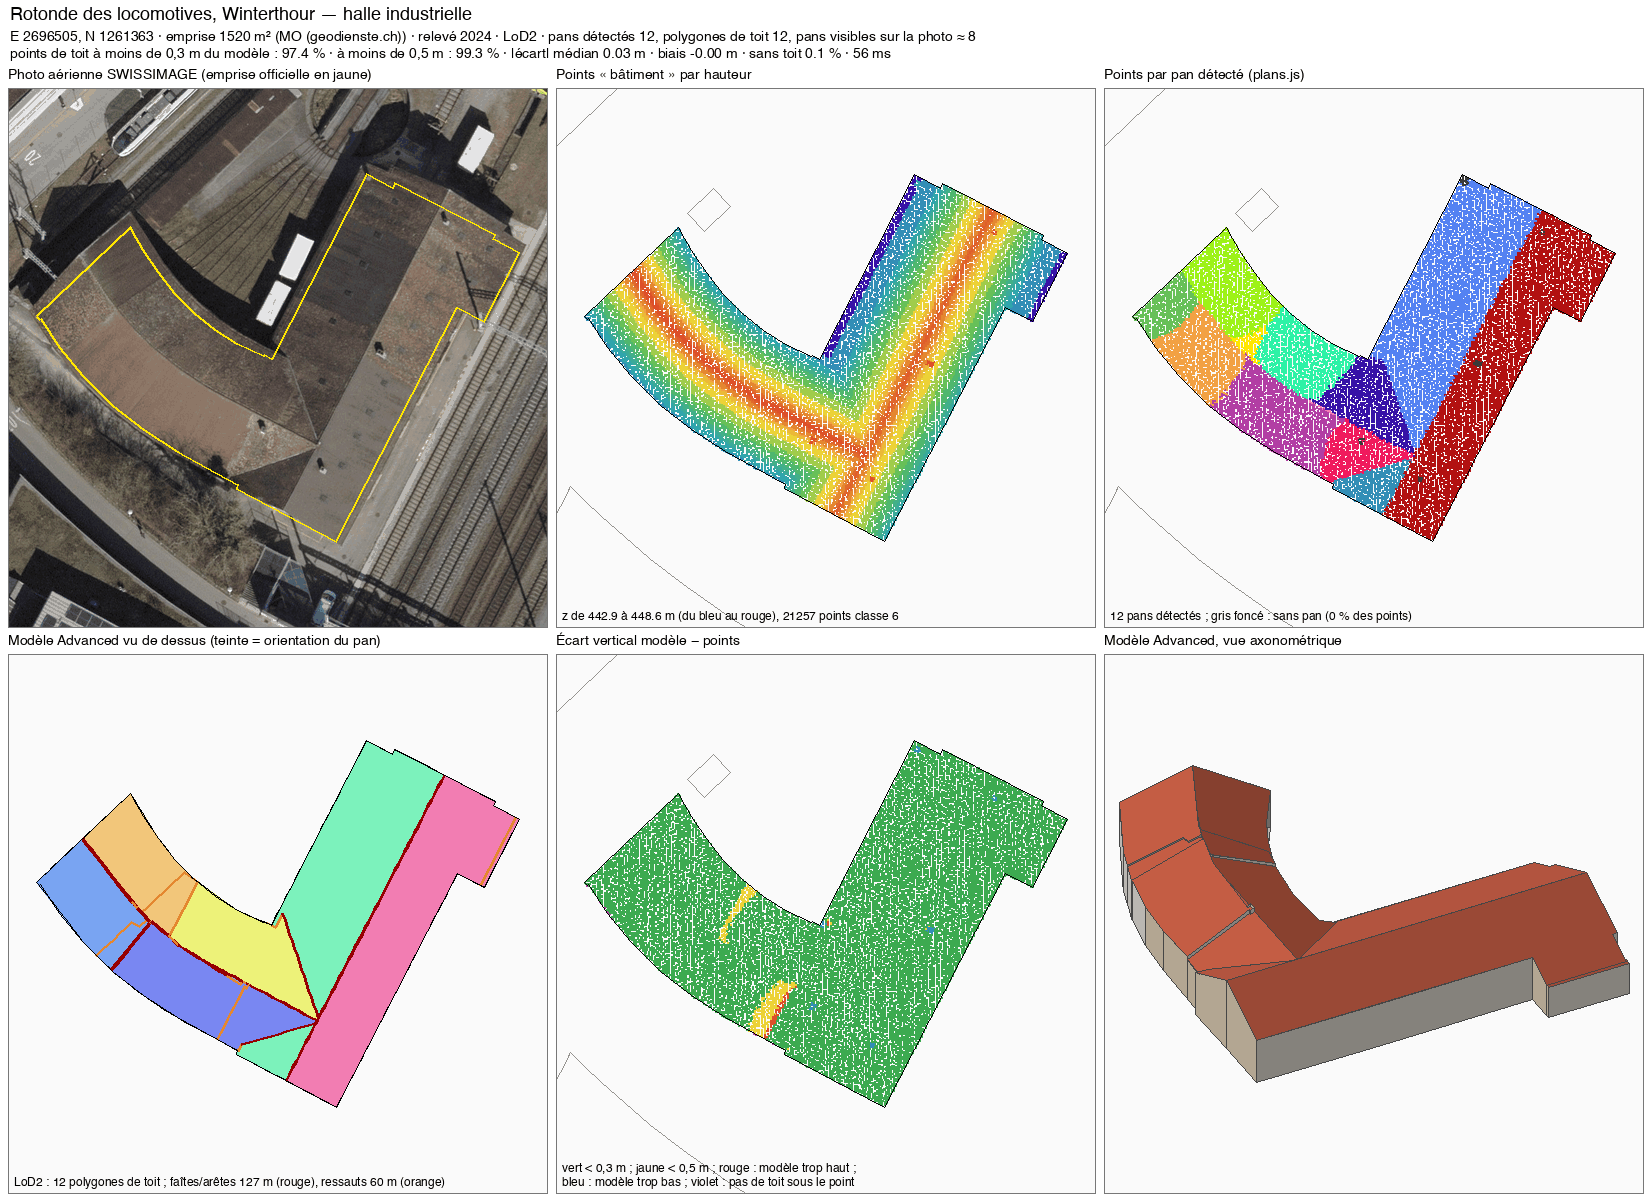 Rotonde des locomotives, Winterthour — halle industrielle
E 2696505, N 1261363 · emprise 1520 m² (MO (geodienste.ch)) · relevé 2024 · LoD2 · pans détectés 12, polygones de toit 12, pans visibles sur la photo ≈ 8
points de toit à moins de 0,3 m du modèle : 97.4 % · à moins de 0,5 m : 99.3 % · |écart| médian 0.03 m · biais -0.00 m · sans toit 0.1 % · 56 ms
Photo aérienne SWISSIMAGE (emprise officielle en jaune)
Points « bâtiment » par hauteur
Points par pan détecté (plans.js)
20
z de 442.9 à 448.6 m (du bleu au rouge), 21257 points classe 6
12 pans détectés ; gris foncé : sans pan (0 % des points)
Modèle Advanced vu de dessus (teinte = orientation du pan)
Écart vertical modèle – points
Modèle Advanced, vue axonométrique
LoD2 : 12 polygones de toit ; faîtes/arêtes 127 m (rouge), ressauts 60 m (orange)
vert < 0,3 m ; jaune < 0,5 m ; rouge : modèle trop haut ;
bleu : modèle trop bas ; violet : pas de toit sous le point